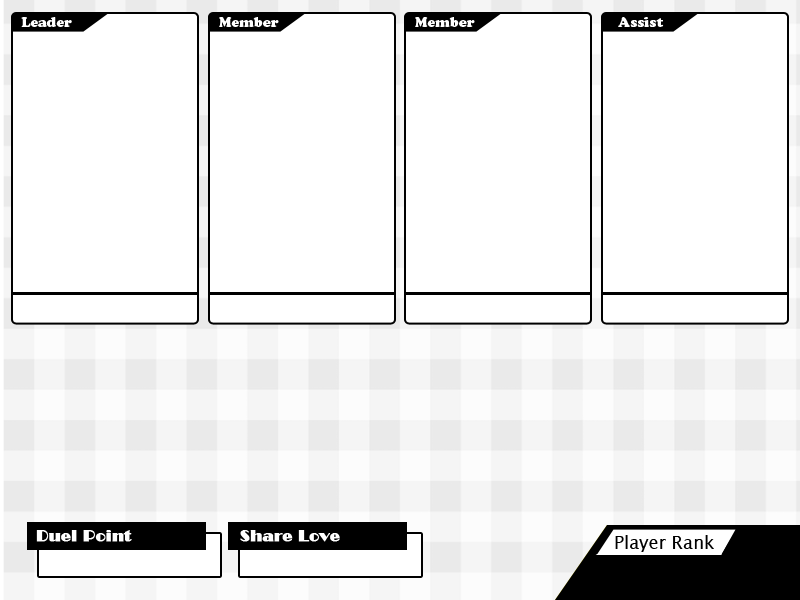 Leader
Member
Member
Assist
Duel Point
Share Love
Player Rank